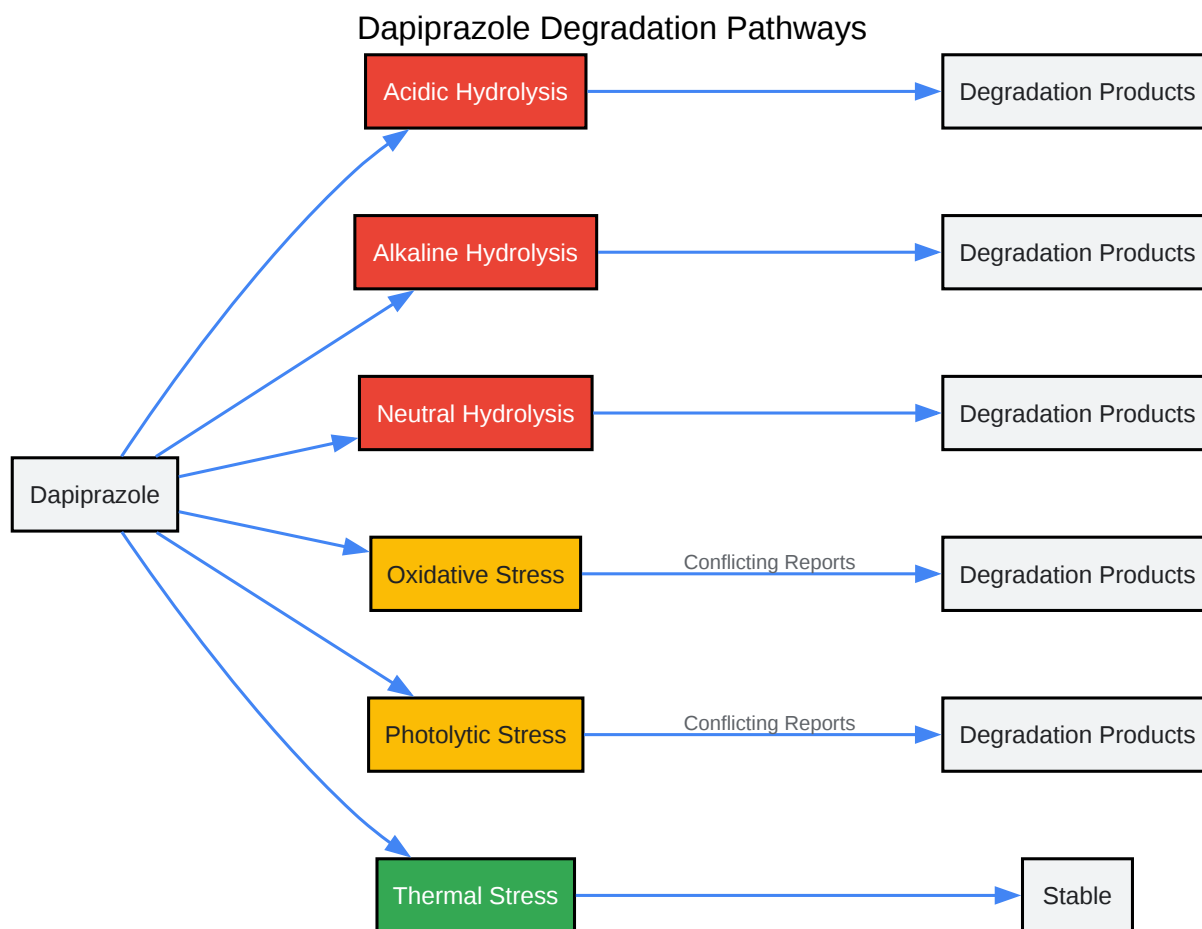 Dapiprazole Degradation Pathways
Acidic Hydrolysis
Degradation Products
Alkaline Hydrolysis
Degradation Products
Neutral Hydrolysis
Degradation Products
Dapiprazole
Oxidative Stress
Conflicting Reports
Degradation Products
Photolytic Stress
Conflicting Reports
Degradation Products
Thermal Stress
Stable